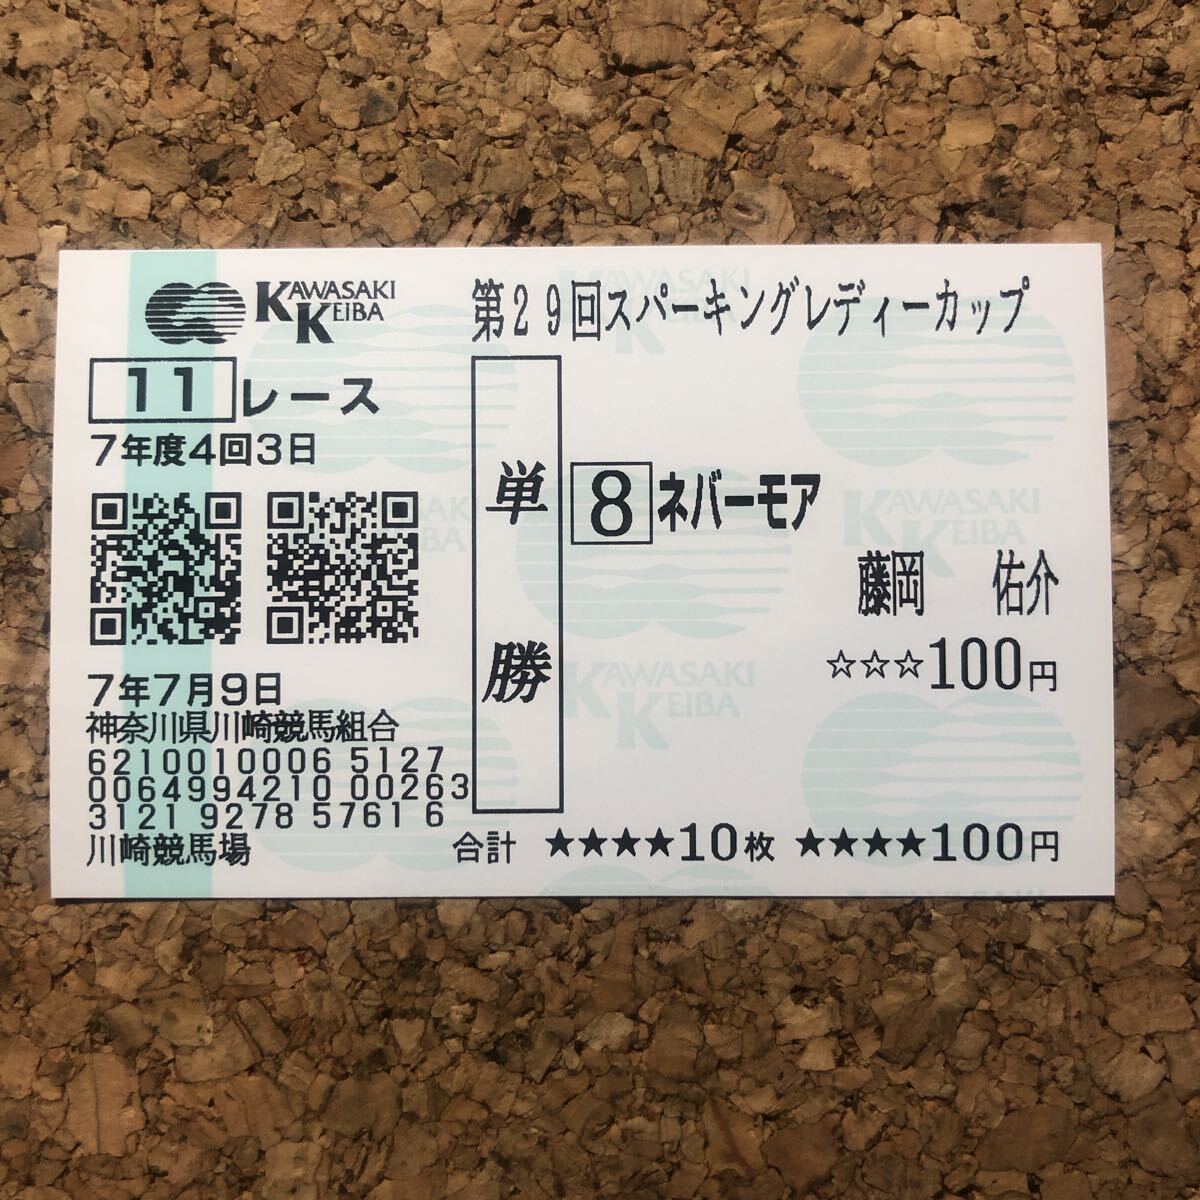 KAWASAKI KEIBA
第29回スパーキングレディーカップ
11レース
7年度4回3日
単勝
8 ネバーモア
藤岡 佑介
☆☆☆100円
7年7月9日
神奈川県川崎競馬組合
6210010006 5127
0064994210 00263
3121 9278 57616
川崎競馬場
合計 ★★★★10枚 ★★★★100円